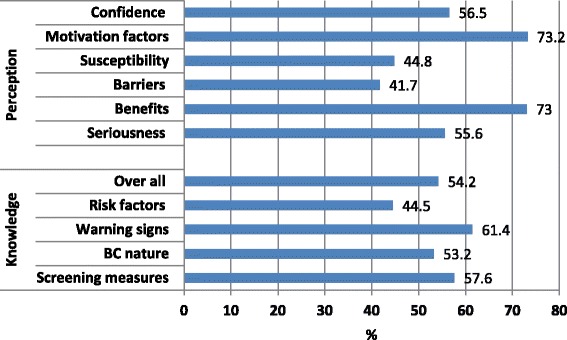 Perception
Confidence 56.5
Motivation factors 73.2
Susceptibility 44.8
Barriers 41.7
Benefits 73
Seriousness 55.6
Knowledge
Over all 54.2
Risk factors 44.5
Warning signs 61.4
BC nature 53.2
Screening measures 57.6
0 10 20 30 40 50 60 70 80
%